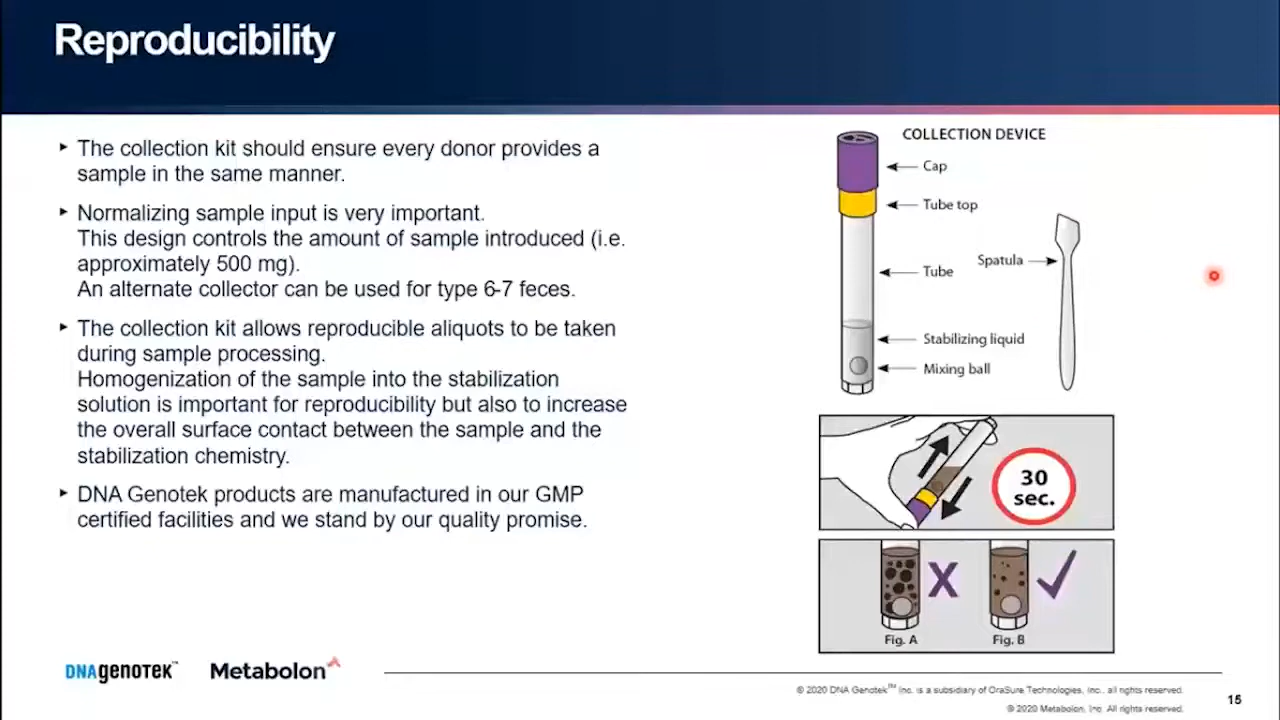 Reproducibility
‣ The collection kit should ensure every donor provides a
sample in the same manner.
‣ Normalizing sample input is very important.
This design controls the amount of sample introduced (i.e.
approximately 500 mg).
An alternate collector can be used for type 6-7 feces.
‣ The collection kit allows reproducible aliquots to be taken
during sample processing.
Homogenization of the sample into the stabilization
solution is important for reproducibility but also to increase
the overall surface contact between the sample and the
stabilization chemistry.
‣ DNA Genotek products are manufactured in our GMP
certified facilities and we stand by our quality promise.
COLLECTION DEVICE
Cap
Tube top
Spatula
Tube
Stabilizing liquid
Mixing ball
30
sec.
X ✓
Fig. A Fig. B
DNAgenotek™ Metabolon
© 2020 DNA Genotek™ Inc. is a subsidiary of OraSure Technologies, Inc., all rights reserved.
© 2020 Metabolon, Inc. All rights reserved.
15